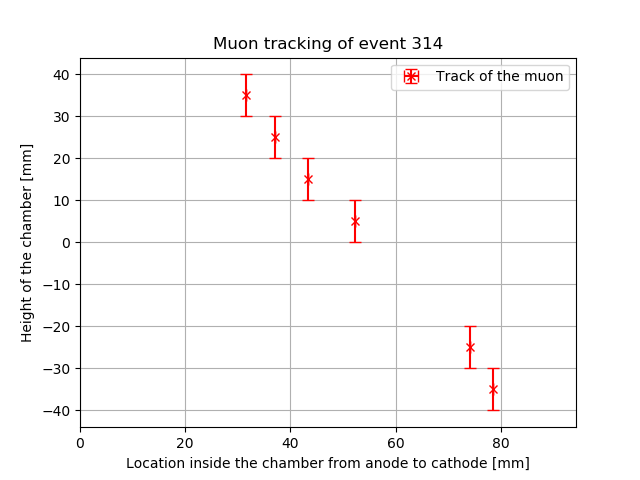 Muon tracking of event 314
Track of the muon
Height of the chamber [mm]
40
30
20
10
0
−10
−20
−30
−40
0 20 40 60 80
Location inside the chamber from anode to cathode [mm]